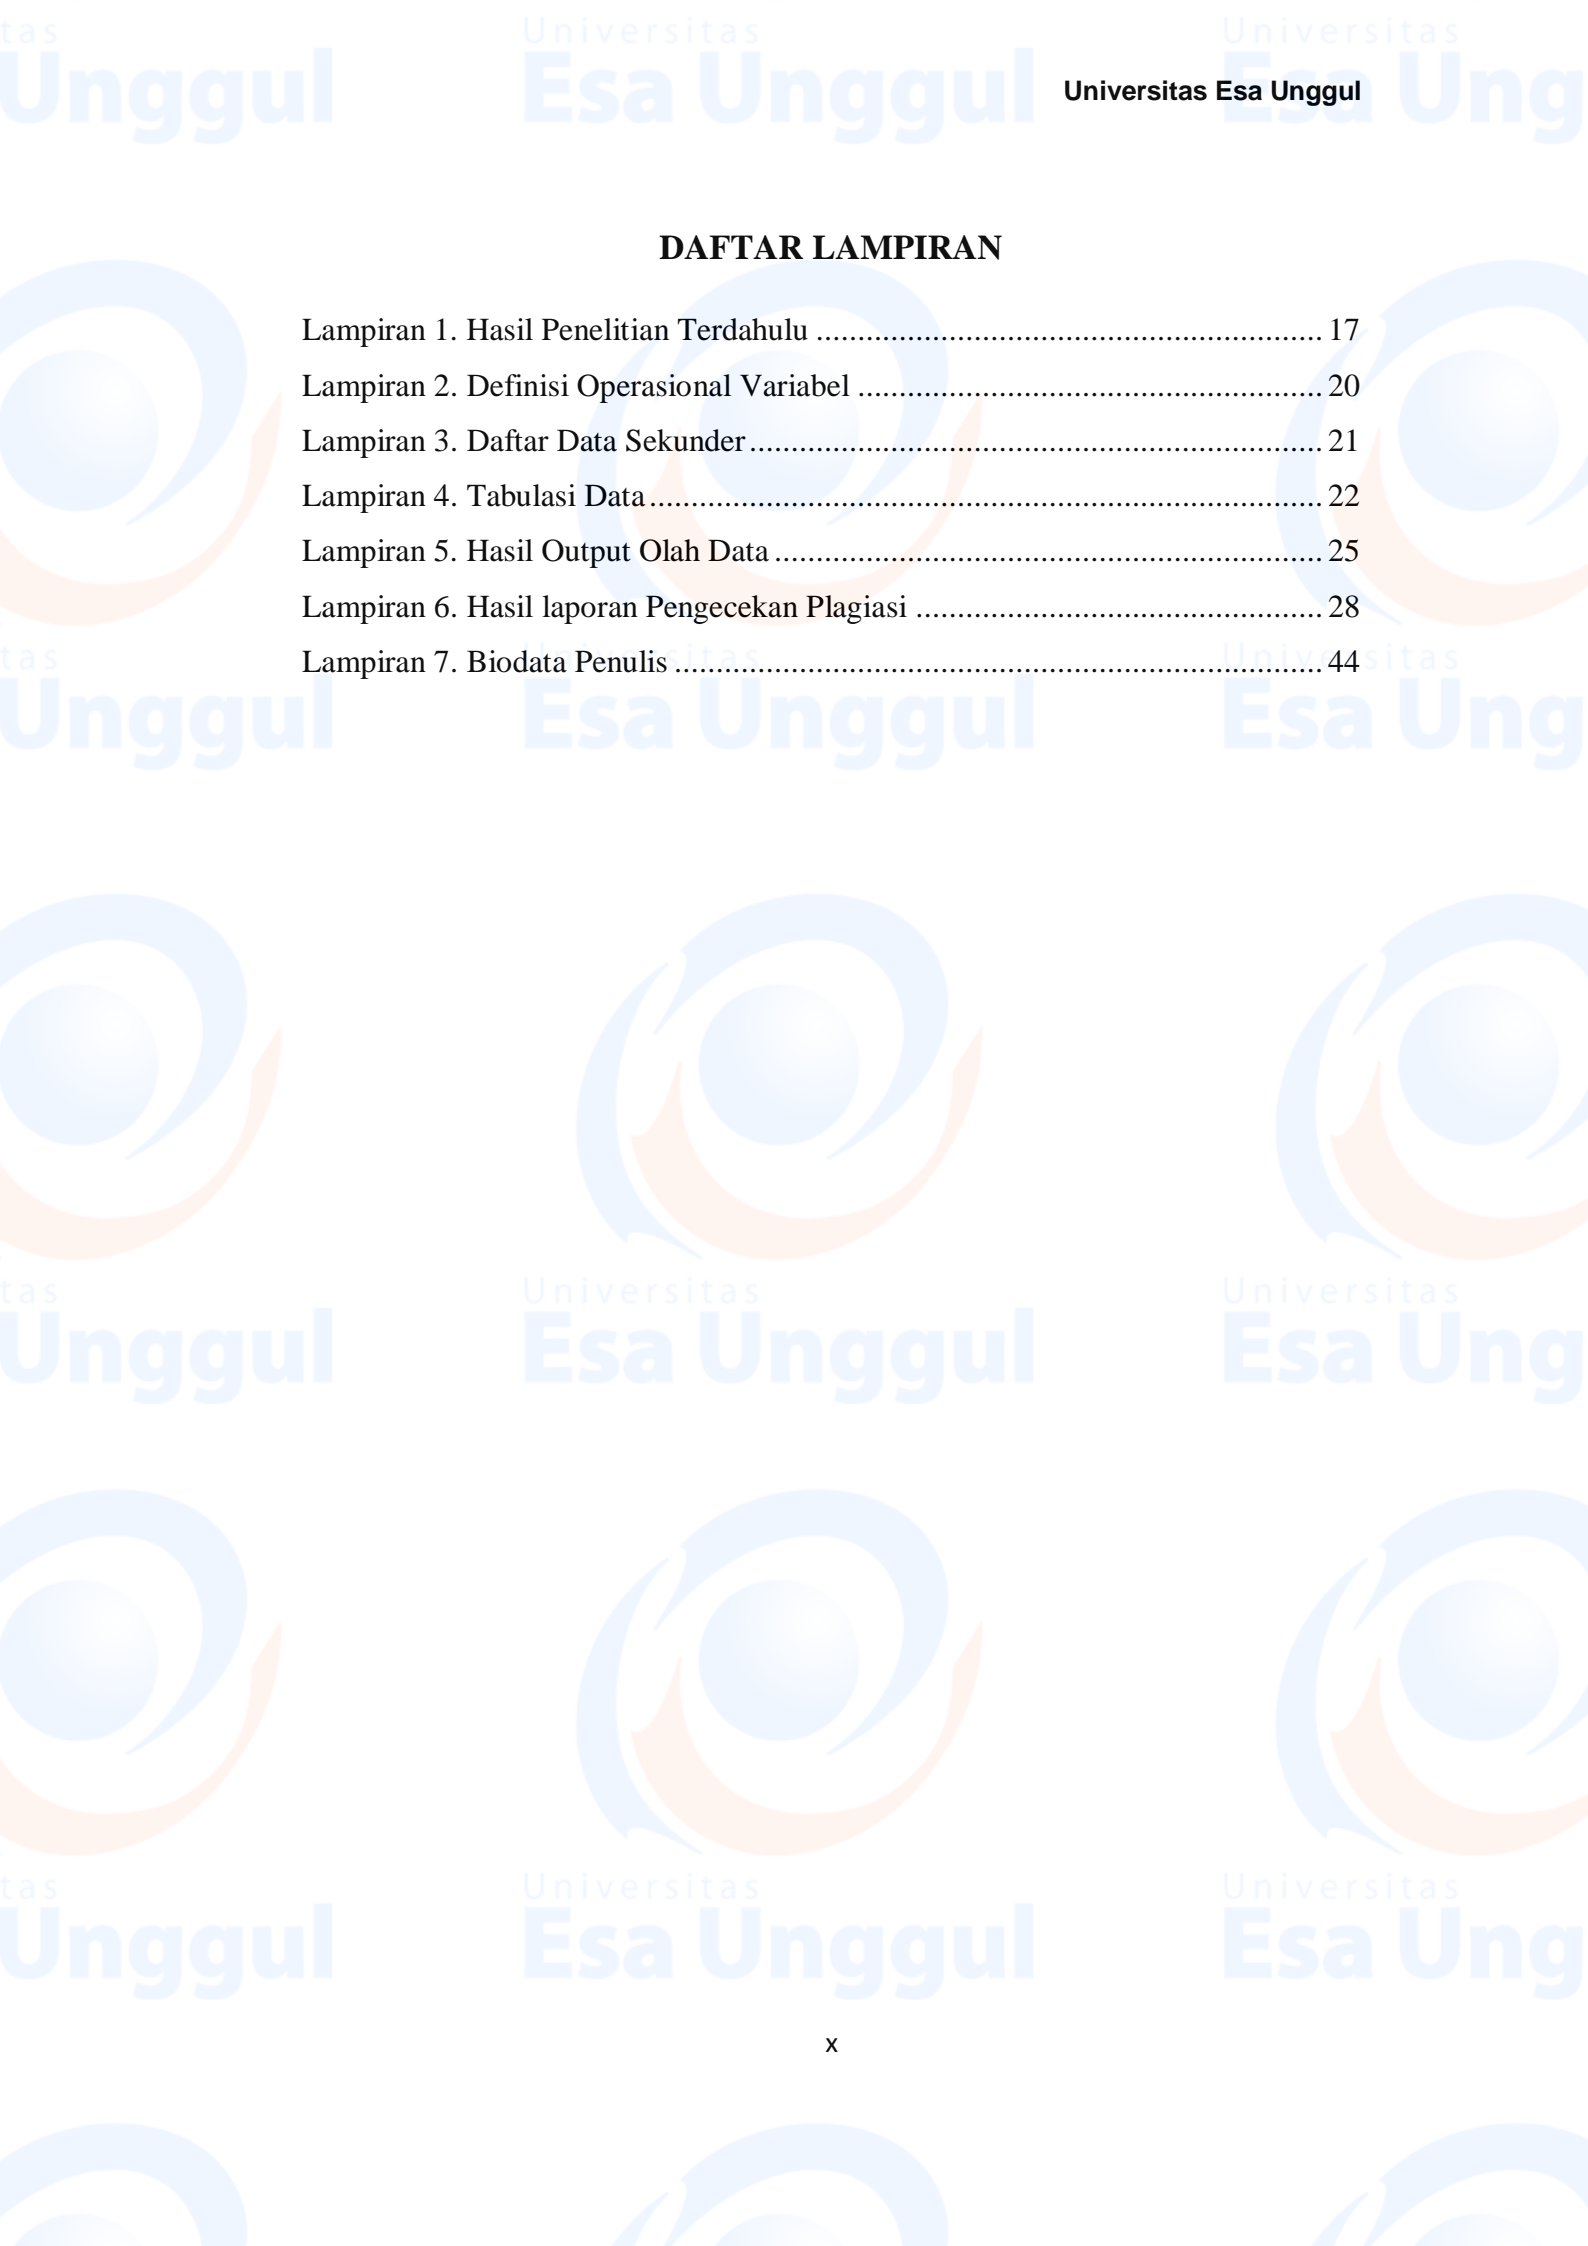 Universitas Esa Unggul
DAFTAR LAMPIRAN
Lampiran 1. Hasil Penelitian Terdahulu ............................................................. 17
Lampiran 2. Definisi Operasional Variabel ........................................................ 20
Lampiran 3. Daftar Data Sekunder..................................................................... 21
Lampiran 4. Tabulasi Data................................................................................. 22
Lampiran 5. Hasil Output Olah Data .................................................................. 25
Lampiran 6. Hasil laporan Pengecekan Plagiasi ................................................. 28
Lampiran 7. Biodata Penulis .............................................................................. 44
x